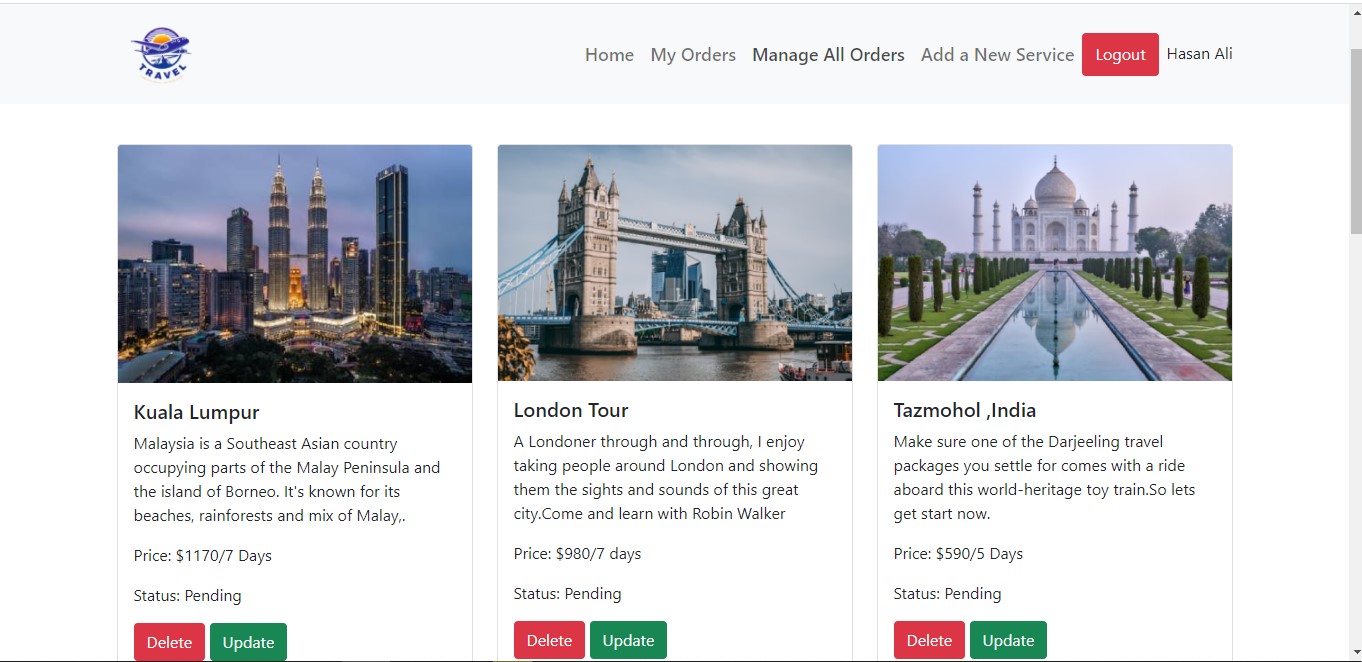 TRAVEL
Home My Orders Manage All Orders Add a New Service Logout Hasan Ali
Kuala Lumpur
Malaysia is a Southeast Asian country
occupying parts of the Malay Peninsula and
the island of Borneo. It's known for its
beaches, rainforests and mix of Malay,.
Price: $1170/7 Days
Status: Pending
Delete Update
London Tour
A Londoner through and through, I enjoy
taking people around London and showing
them the sights and sounds of this great
city.Come and learn with Robin Walker
Price: $980/7 days
Status: Pending
Delete Update
Tazmohol ,India
Make sure one of the Darjeeling travel
packages you settle for comes with a ride
aboard this world-heritage toy train.So lets
get start now.
Price: $590/5 Days
Status: Pending
Delete Update